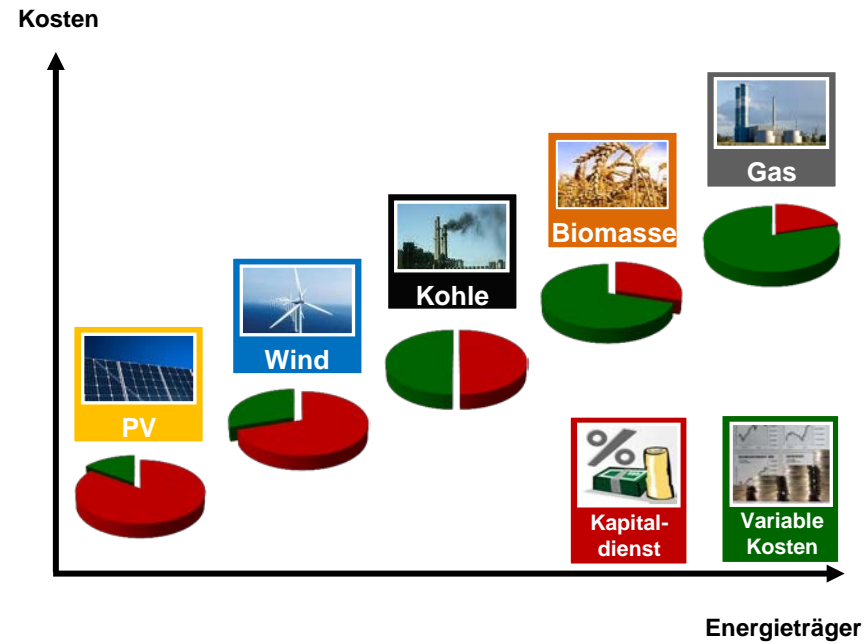 Kosten
Gas
Biomasse
Kohle
Wind
PV
%
Kapital-
dienst
Variable
Kosten
Energieträger